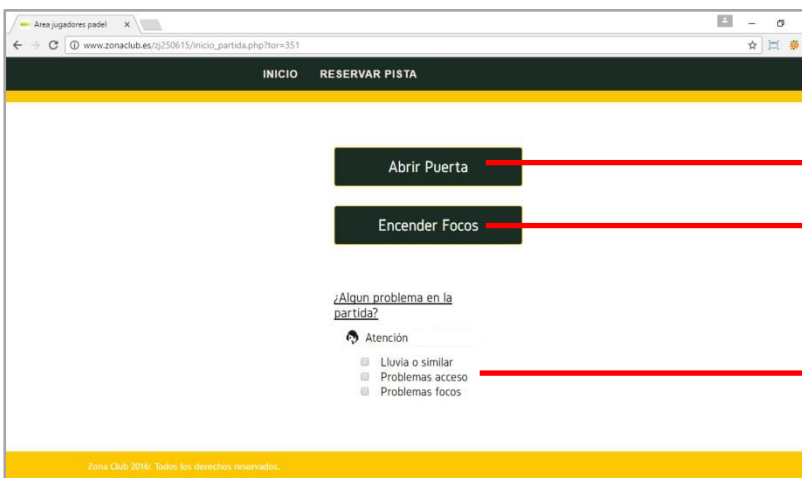 Area jugadores padel
www.zonaclub.es/zj250615/inicio_partida.php?tor=351
INICIO RESERVAR PISTA
Abrir Puerta
Encender Focos
¿Algun problema en la
partida?
Atención
Lluvia o similar
Problemas acceso
Problemas focos
Zona Club 2016: Todos los derechos reservados.